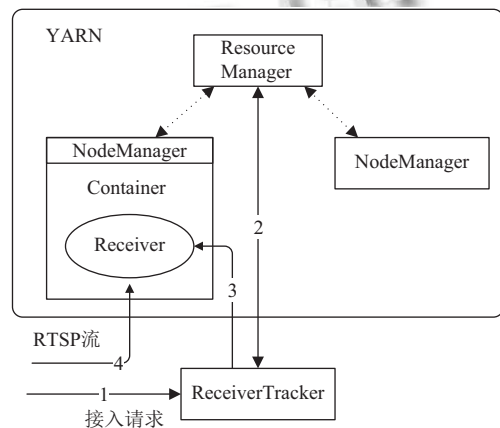 YARN
Resource
Manager
NodeManager
Container
Receiver
NodeManager
2
3
RTSP流
4
1
ReceiverTracker
接入请求